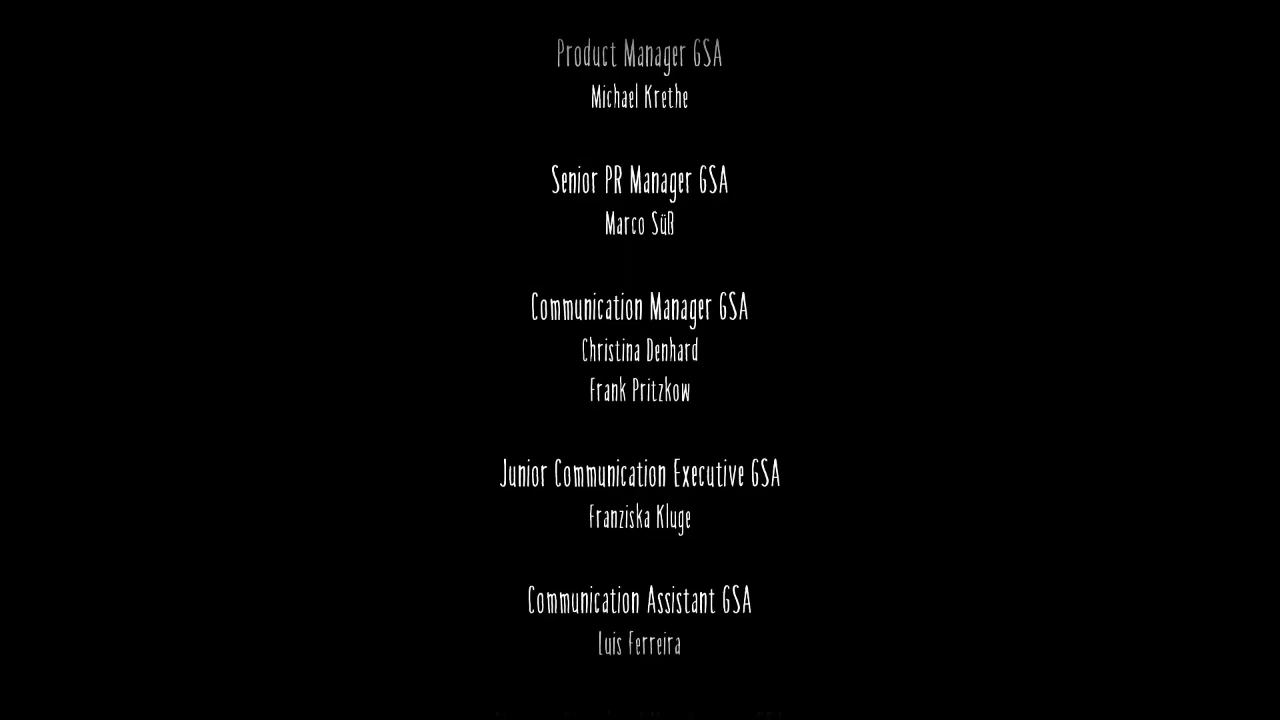 Product Manager GSA
Michael Krethe
Senior PR Manager GSA
Marco Süß
Communication Manager GSA
Christina Denhard
Frank Pritzkow
Junior Communication Executive GSA
Franziska Kluge
Communication Assistant GSA
Luis Ferreira